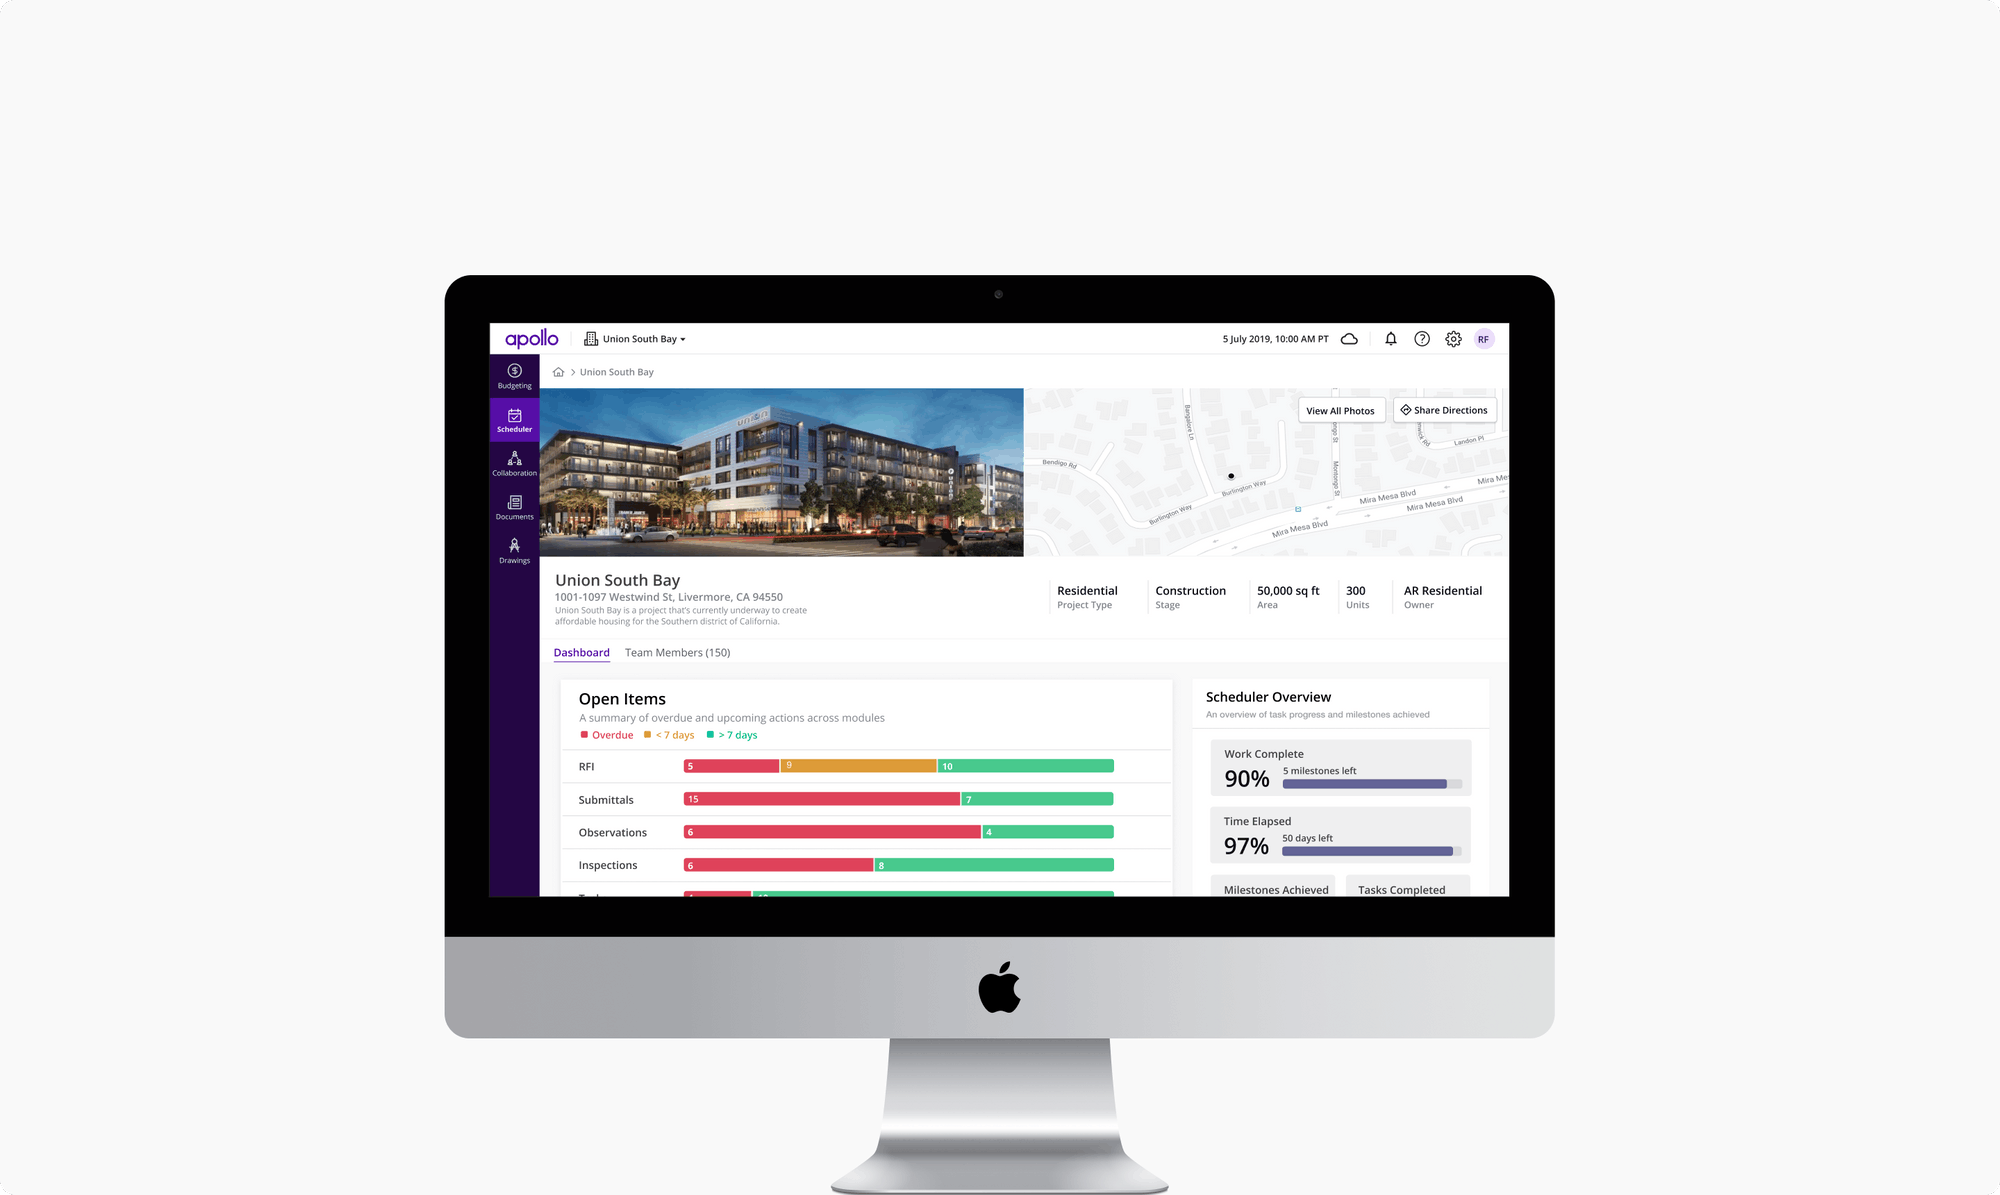 apollo
Union South Bay
5 July 2019, 10:00 AM PT
RF
Budgeting
Scheduler
Collaboration
Documents
Drawings
> Union South Bay
union
View All Photos
Share Directions
Bangalore Ln
Bendigo Rd
Burlington Way
Burlington Way
Montongo St
Landon Pl
Mira Mesa Blvd
Mira Mesa Blvd
Mira Mesa Blvd
Mira Mes
Union South Bay
1001-1097 Westwind St, Livermore, CA 94550
Union South Bay is a project that's currently underway to create
affordable housing for the Southern district of California.
Residential
Project Type
Construction
Stage
50,000 sq ft
Area
300
Units
AR Residential
Owner
Dashboard
Team Members (150)
Open Items
A summary of overdue and upcoming actions across modules
Overdue
< 7 days
> 7 days
RFI
5
9
10
Submittals
15
7
Observations
6
4
Inspections
6
8
Scheduler Overview
An overview of task progress and milestones achieved
Work Complete
90%
5 milestones left
Time Elapsed
97%
50 days left
Milestones Achieved
Tasks Completed